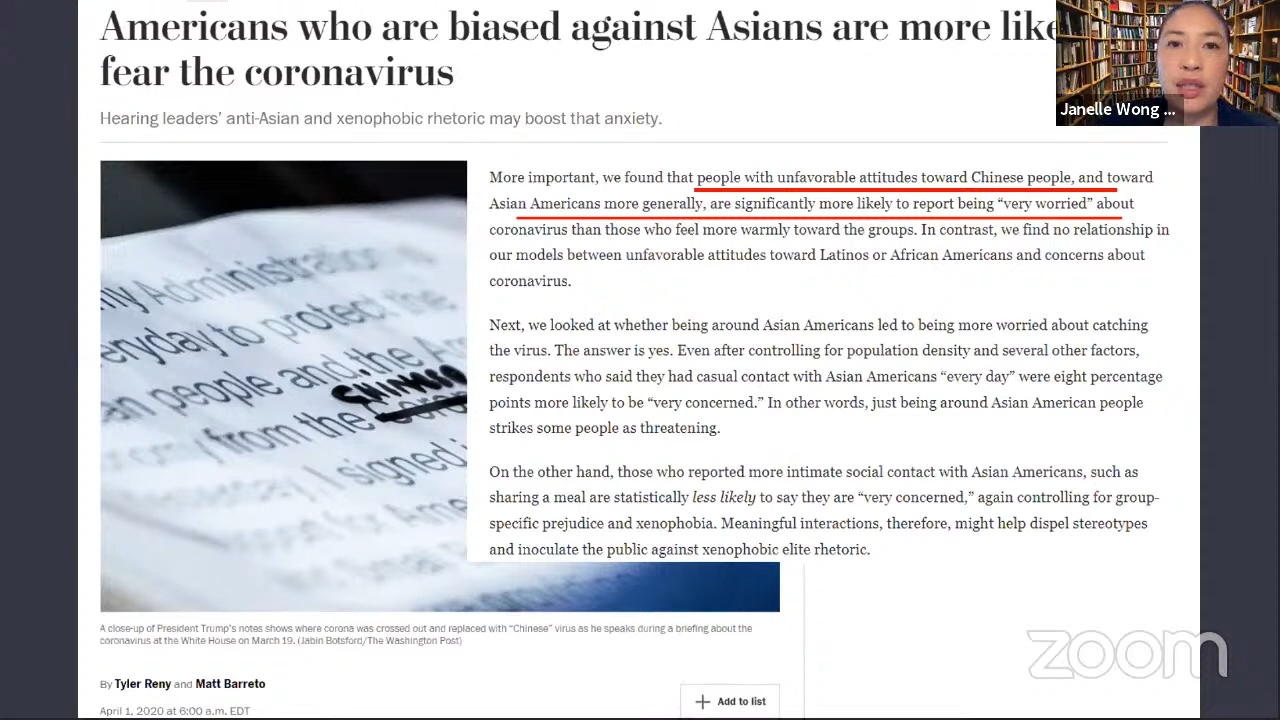 Americans who are biased against Asians are more
fear the coronavirus
Hearing leaders' anti-Asian and xenophobic rhetoric may boost that anxiety.
Janelle Wong ...
More important, we found that people with unfavorable attitudes toward Chinese people, and toward
Asian Americans more generally, are significantly more likely to report being “very worried” about
coronavirus than those who feel more warmly toward the groups. In contrast, we find no relationship in
our models between unfavorable attitudes toward Latinos or African Americans and concerns about
coronavirus.
Next, we looked at whether being around Asian Americans led to being more worried about catching
the virus. The answer is yes. Even after controlling for population density and several other factors,
respondents who said they had casual contact with Asian Americans “every day” were eight percentage
points more likely to be “very concerned.” In other words, just being around Asian American people
strikes some people as threatening.
On the other hand, those who reported more intimate social contact with Asian Americans, such as
sharing a meal are statistically less likely to say they are “very concerned,” again controlling for group-
specific prejudice and xenophobia. Meaningful interactions, therefore, might help dispel stereotypes
and inoculate the public against xenophobic elite rhetoric.
Administration
to protect the
people and the
CHINESE
from the
I signed
A close-up of President Trump's notes shows where corona was crossed out and replaced with “Chinese” virus as he speaks during a briefing about the
coronavirus at the White House on March 19. (Jabin Botsford/The Washington Post)
By Tyler Reny and Matt Barreto
April 1, 2020 at 6:00 a.m. EDT
Add to list
zoom